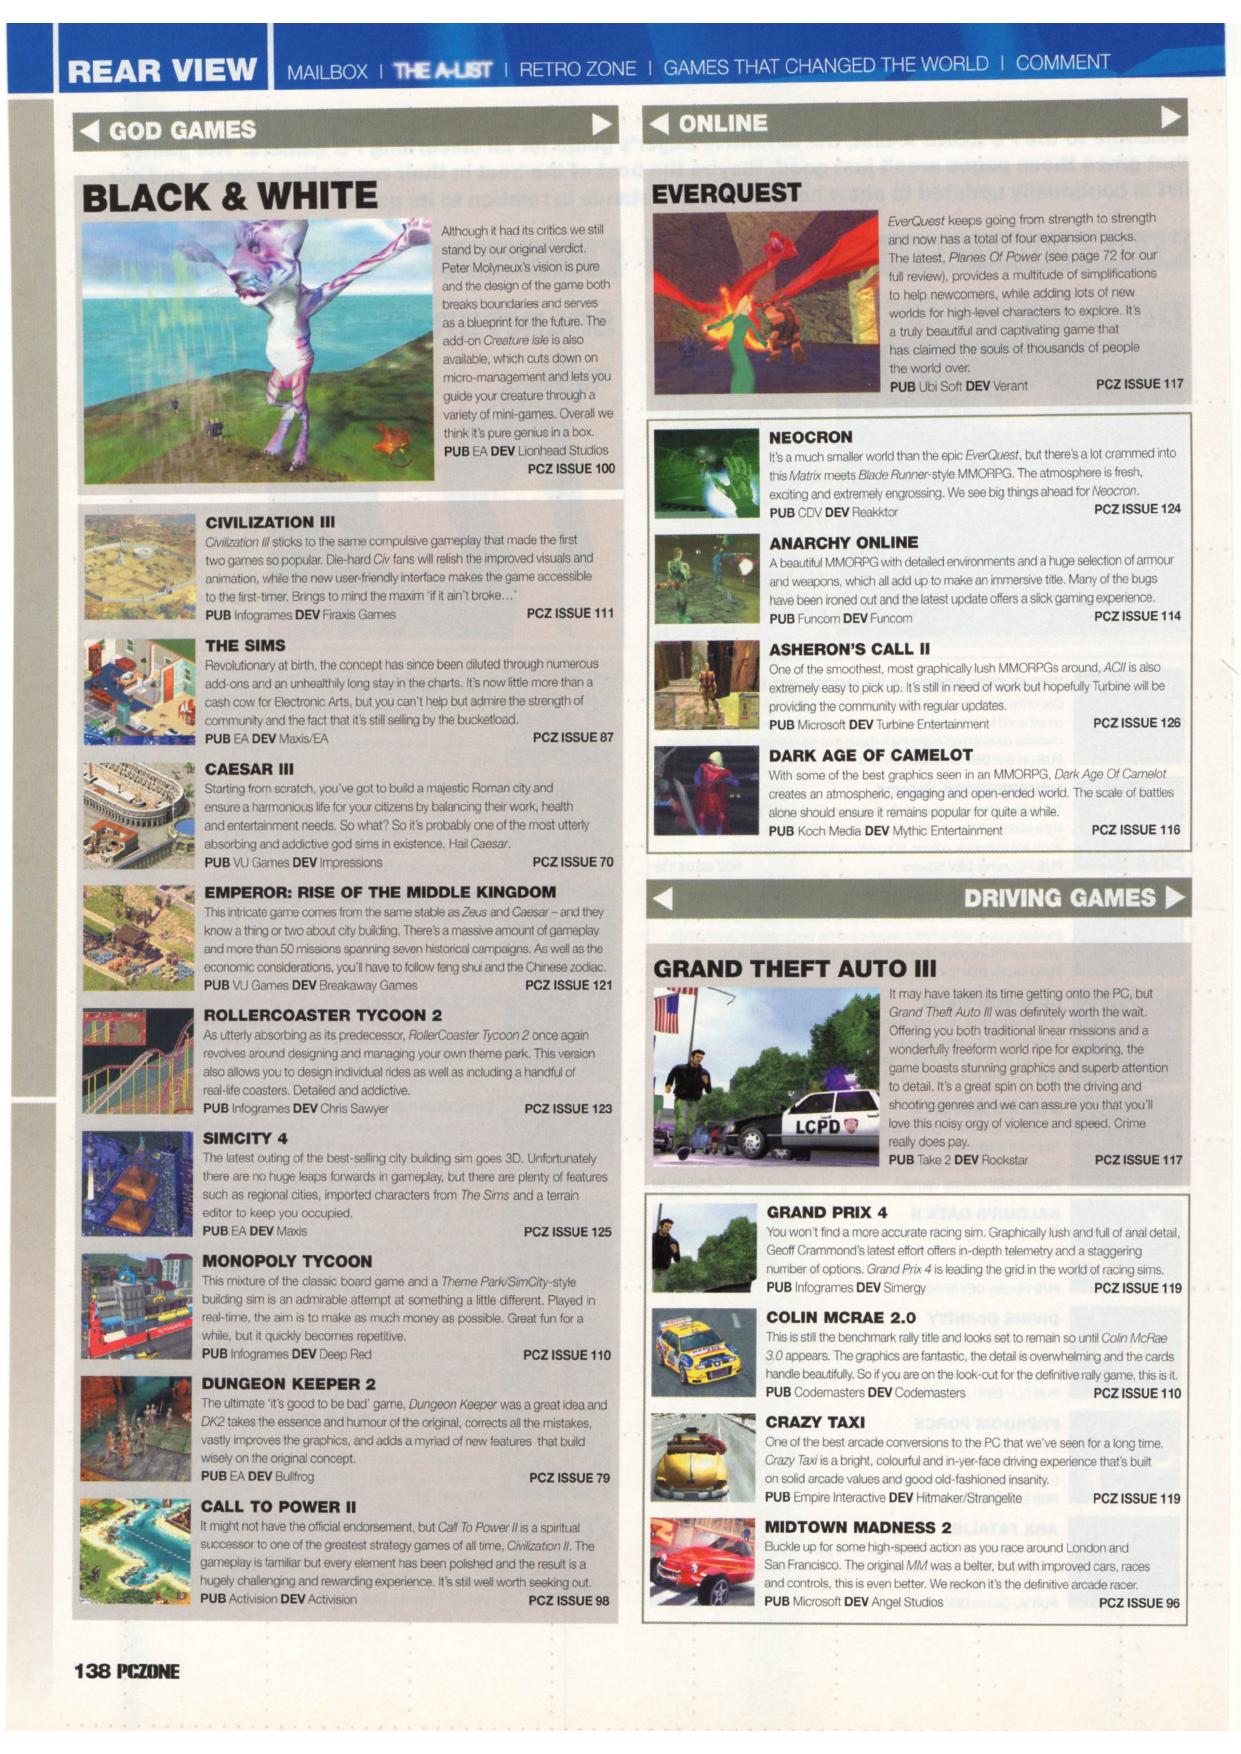 REAR VIEW
MAILBOX | THE A-LIST | RETRO ZONE | GAMES THAT CHANGED THE WORLD | COMMENT
GOD GAMES
BLACK & WHITE
Although it had its critics we still
stand by our original verdict.
Peter Molyneux's vision is pure
and the design of the game both
breaks boundaries and serves
as a blueprint for the future. The
add-on Creature Isle is also
available, which cuts down on
micro-management and lets you
guide your creature through a
variety of mini-games. Overall we
think it's pure genius in a box.
PUB EA DEV Lionhead Studios
PCZ ISSUE 100
CIVILIZATION III
Civilization III sticks to the same compulsive gameplay that made the first
two games so popular. Die-hard Civ fans will relish the improved visuals and
animation, while the new user-friendly interface makes the game accessible
to the first-timer. Brings to mind the maxim 'if it ain't broke...'
PUB Infogrames DEV Firaxis Games PCZ ISSUE 111
THE SIMS
Revolutionary at birth, the concept has since been diluted through numerous
add-ons and an unhealthily long stay in the charts. It's now little more than a
cash cow for Electronic Arts, but you can't help but admire the strength of
community and the fact that it's still selling by the bucketload.
PUB EA DEV Maxis/EA PCZ ISSUE 87
CAESAR III
Starting from scratch, you've got to build a majestic Roman city and
ensure a harmonious life for your citizens by balancing their work, health
and entertainment needs. So what? So it's probably one of the most utterly
absorbing and addictive god sims in existence. Hail Caesar.
PUB VU Games DEV Impressions PCZ ISSUE 70
EMPEROR: RISE OF THE MIDDLE KINGDOM
This intricate game comes from the same stable as Zeus and Caesar – and they
know a thing or two about city building. There's a massive amount of gameplay
and more than 50 missions spanning seven historical campaigns. As well as the
economic considerations, you'll have to follow feng shui and the Chinese zodiac.
PUB VU Games DEV Breakaway Games PCZ ISSUE 121
ROLLERCOASTER TYCOON 2
As utterly absorbing as its predecessor, RollerCoaster Tycoon 2 once again
revolves around designing and managing your own theme park. This version
also allows you to design individual rides as well as including a handful of
real-life coasters. Detailed and addictive.
PUB Infogrames DEV Chris Sawyer PCZ ISSUE 123
SIMCITY 4
The latest outing of the best-selling city building sim goes 3D. Unfortunately
there are no huge leaps forwards in gameplay, but there are plenty of features
such as regional cities, imported characters from The Sims and a terrain
editor to keep you occupied.
PUB EA DEV Maxis PCZ ISSUE 125
MONOPOLY TYCOON
This mixture of the classic board game and a Theme Park/SimCity-style
building sim is an admirable attempt at something a little different. Played in
real-time, the aim is to make as much money as possible. Great fun for a
while, but it quickly becomes repetitive.
PUB Infogrames DEV Deep Red PCZ ISSUE 110
DUNGEON KEEPER 2
The ultimate 'it's good to be bad' game, Dungeon Keeper was a great idea and
DK2 takes the essence and humour of the original, corrects all the mistakes,
vastly improves the graphics, and adds a myriad of new features that build
wisely on the original concept.
PUB EA DEV Bullfrog PCZ ISSUE 79
CALL TO POWER II
It might not have the official endorsement, but Call To Power II is a spiritual
successor to one of the greatest strategy games of all time, Civilization II. The
gameplay is familiar but every element has been polished and the result is a
hugely challenging and rewarding experience. It's still well worth seeking out.
PUB Activision DEV Activision PCZ ISSUE 98
ONLINE
EVERQUEST
EverQuest keeps going from strength to strength
and now has a total of four expansion packs.
The latest, Planes Of Power (see page 72 for our
full review), provides a multitude of simplifications
to help newcomers, while adding lots of new
worlds for high-level characters to explore. It's
a truly beautiful and captivating game that
has claimed the souls of thousands of people
the world over.
PUB Ubi Soft DEV Verant PCZ ISSUE 117
NEOCRON
It's a much smaller world than the epic EverQuest, but there's a lot crammed into
this Matrix meets Blade Runner-style MMORPG. The atmosphere is fresh,
exciting and extremely engrossing. We see big things ahead for Neocron.
PUB CDV DEV Reakktor PCZ ISSUE 124
ANARCHY ONLINE
A beautiful MMORPG with detailed environments and a huge selection of armour
and weapons, which all add up to make an immersive title. Many of the bugs
have been ironed out and the latest update offers a slick gaming experience.
PUB Funcom DEV Funcom PCZ ISSUE 114
ASHERON'S CALL II
One of the smoothest, most graphically lush MMORPGs around, ACII is also
extremely easy to pick up. It's still in need of work but hopefully Turbine will be
providing the community with regular updates.
PUB Microsoft DEV Turbine Entertainment PCZ ISSUE 126
DARK AGE OF CAMELOT
With some of the best graphics seen in an MMORPG, Dark Age Of Camelot
creates an atmospheric, engaging and open-ended world. The scale of battles
alone should ensure it remains popular for quite a while.
PUB Koch Media DEV Mythic Entertainment PCZ ISSUE 116
DRIVING GAMES
GRAND THEFT AUTO III
LCPD
It may have taken its time getting onto the PC, but
Grand Theft Auto III was definitely worth the wait.
Offering you both traditional linear missions and a
wonderfully freeform world ripe for exploring, the
game boasts stunning graphics and superb attention
to detail. It's a great spin on both the driving and
shooting genres and we can assure you that you'll
love this noisy orgy of violence and speed. Crime
really does pay.
PUB Take 2 DEV Rockstar PCZ ISSUE 117
GRAND PRIX 4
You won't find a more accurate racing sim. Graphically lush and full of anal detail,
Geoff Crammond's latest effort offers in-depth telemetry and a staggering
number of options. Grand Prix 4 is leading the grid in the world of racing sims.
PUB Infogrames DEV Simergy PCZ ISSUE 119
COLIN MCRAE 2.0
This is still the benchmark rally title and looks set to remain so until Colin McRae
3.0 appears. The graphics are fantastic, the detail is overwhelming and the cards
handle beautifully. So if you are on the look-out for the definitive rally game, this is it.
PUB Codemasters DEV Codemasters PCZ ISSUE 110
CRAZY TAXI
One of the best arcade conversions to the PC that we've seen for a long time.
Crazy Taxi is a bright, colourful and in-yer-face driving experience that's built
on solid arcade values and good old-fashioned insanity.
PUB Empire Interactive DEV Hitmaker/Strangelite PCZ ISSUE 119
MIDTOWN MADNESS 2
Buckle up for some high-speed action as you race around London and
San Francisco. The original MM was a belter, but with improved cars, races
and controls, this is even better. We reckon it's the definitive arcade racer.
PUB Microsoft DEV Angel Studios PCZ ISSUE 96
138 PCZONE